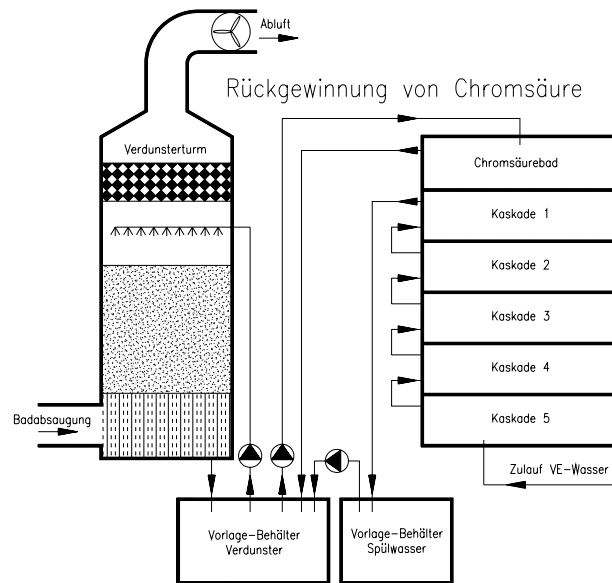 Abluft
Rückgewinnung von Chromsäure
Verdunsterturm
Chromsäurebad
Kaskade 1
Kaskade 2
Kaskade 3
Kaskade 4
Kaskade 5
Badabsaugung
Zulauf VE-Wasser
Vorlage-Behälter
Verdunster
Vorlage-Behälter
Spülwasser